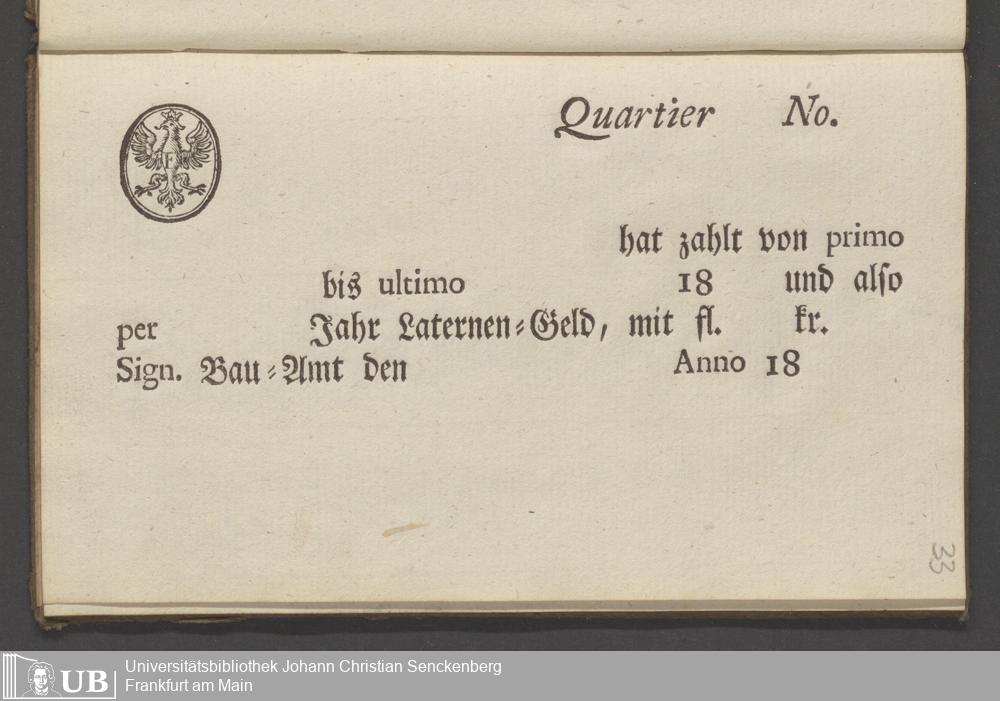 Quartier No.
hat zahlt von primo
bis ultimo 18 und also
per Jahr Laternen=Geld, mit fl. kr.
Sign. Bau=Amt den Anno 18
33
UB Universitätsbibliothek Johann Christian Senckenberg
Frankfurt am Main